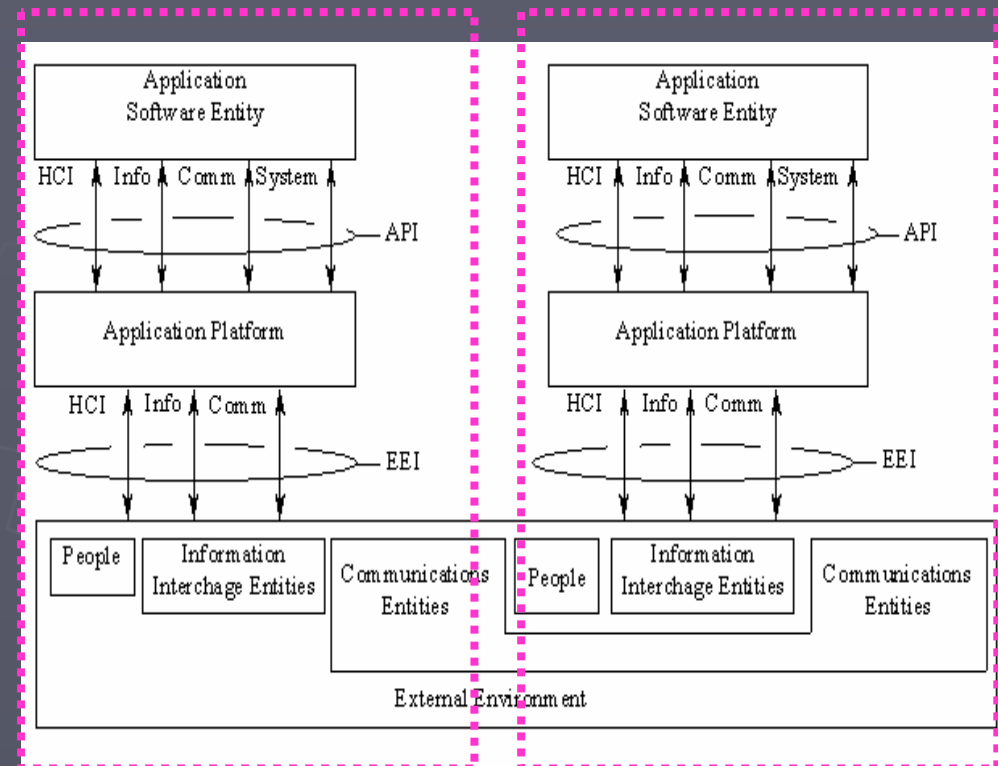 Application
Software Entity
Application
Software Entity
HCI Info Comm System
HCI Info Comm System
API
API
Application Platform
Application Platform
HCI Info Comm
HCI Info Comm
EEI
EEI
People
Information
Interchage Entities
Communications
Entities
People
Information
Interchage Entities
Communications
Entities
External Environment